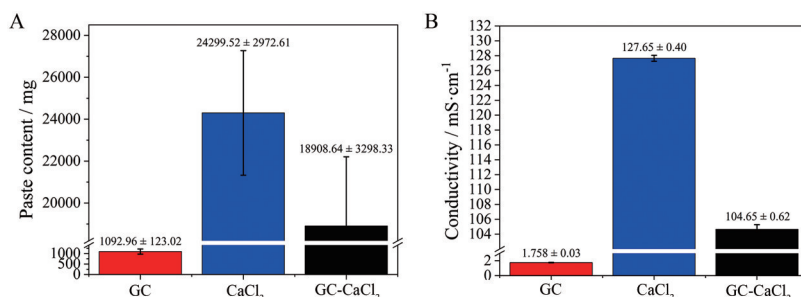 A
B
Paste content / mg
28000
26000
24000
22000
20000
1000
500
0
24299.52 ± 2972.61
18908.64 ± 3298.33
1092.96 ± 123.02
GC
CaCl₂
GC-CaCl₂
Conductivity / mS·cm⁻¹
132
130
128
126
124
122
120
118
116
114
112
110
108
106
104
2
0
127.65 ± 0.40
104.65 ± 0.62
1.758 ± 0.03
GC
CaCl₂
GC-CaCl₂